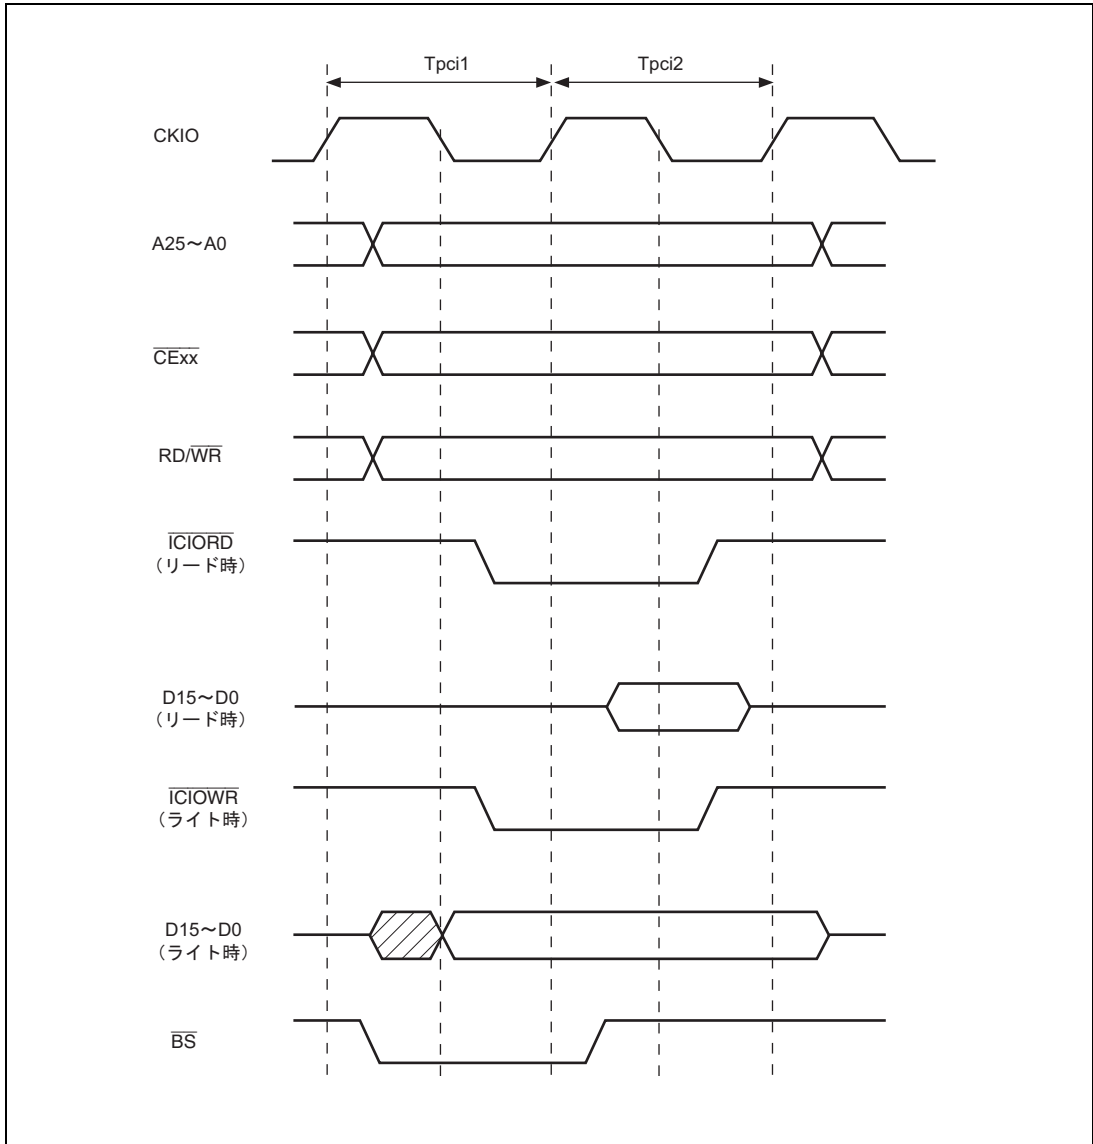 Tpci1
Tpci2
CKIO
A25～A0
CExx
RD/WR
ICIORD
（リード時）
D15～D0
（リード時）
ICIOWR
（ライト時）
D15～D0
（ライト時）
BS